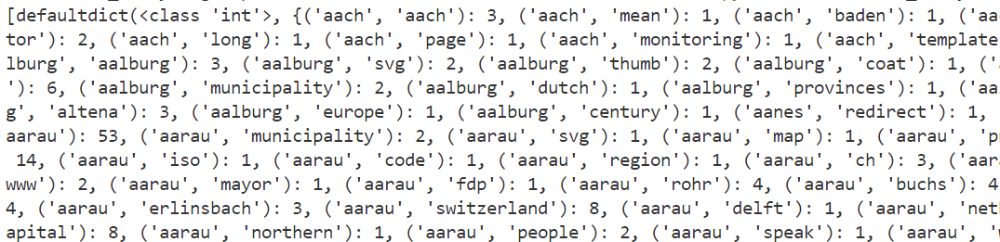 [defaultdict(<class 'int'>, {('aach', 'aach'): 3, ('aach', 'mean'): 1, ('aach', 'baden'): 1, ('aac
tor'): 2, ('aach', 'long'): 1, ('aach', 'page'): 1, ('aach', 'monitoring'): 1, ('aach', 'template
lburg', 'aalburg'): 3, ('aalburg', 'svg'): 2, ('aalburg', 'thumb'): 2, ('aalburg', 'coat'): 1, ('
'): 6, ('aalburg', 'municipality'): 2, ('aalburg', 'dutch'): 1, ('aalburg', 'provinces'): 1, ('aa
g', 'altena'): 3, ('aalburg', 'europe'): 1, ('aalburg', 'century'): 1, ('aanes', 'redirect'): 1,
aarau'): 53, ('aarau', 'municipality'): 2, ('aarau', 'svg'): 1, ('aarau', 'map'): 1, ('aarau', 'p
14, ('aarau', 'iso'): 1, ('aarau', 'code'): 1, ('aarau', 'region'): 1, ('aarau', 'ch'): 3, ('aar
www'): 2, ('aarau', 'mayor'): 1, ('aarau', 'fdp'): 1, ('aarau', 'rohr'): 4, ('aarau', 'buchs'): 4
4, ('aarau', 'erlinsbach'): 3, ('aarau', 'switzerland'): 8, ('aarau', 'delft'): 1, ('aarau', 'net
apital'): 8, ('aarau', 'northern'): 1, ('aarau', 'people'): 2, ('aarau', 'speak'): 1, ('aarau', '